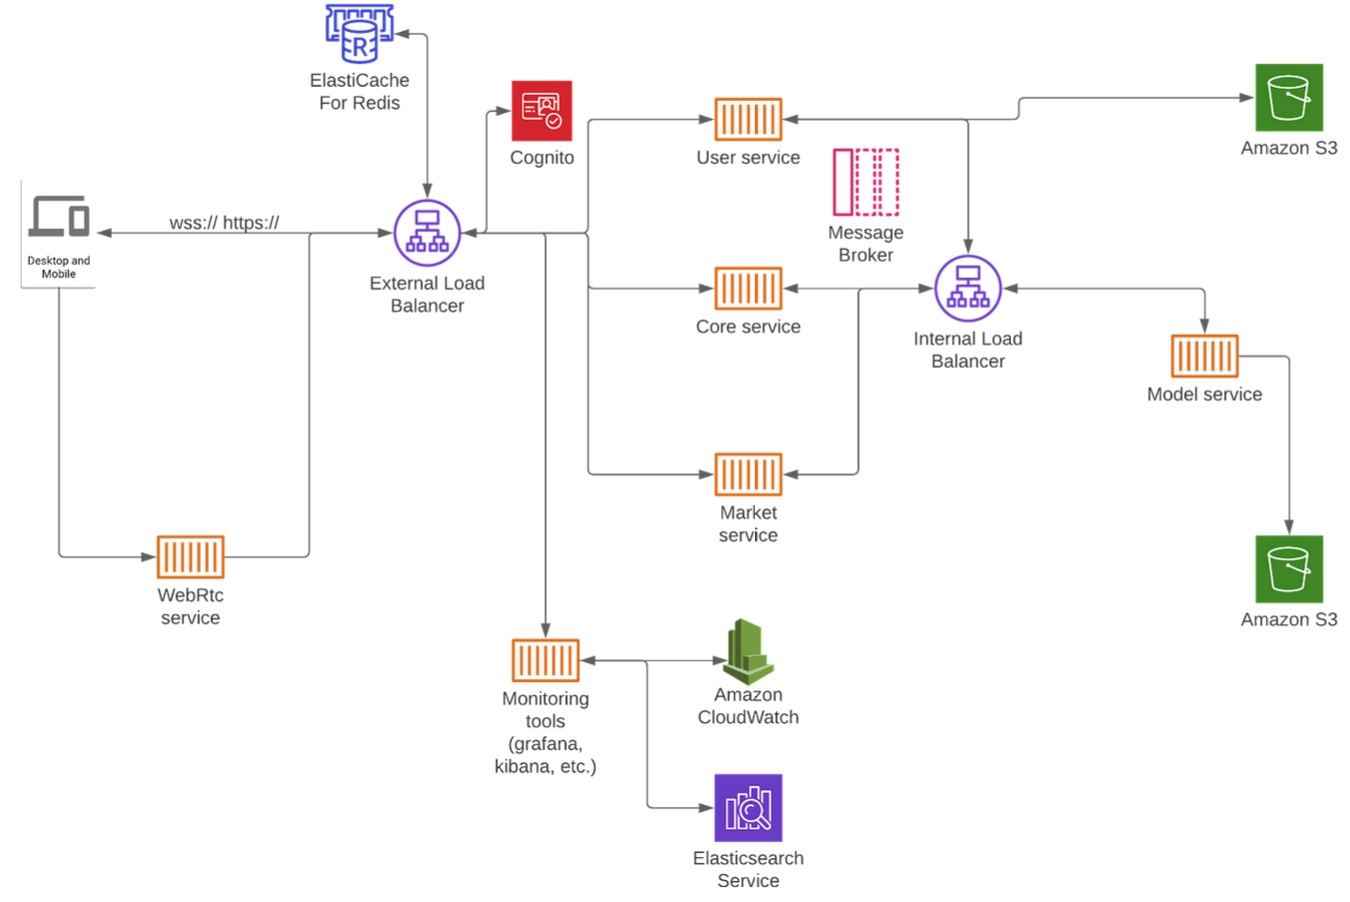 ElastiCache
For Redis
R
Cognito
User service
Amazon S3
Message
Broker
wss:// https://
Desktop and
Mobile
External Load
Balancer
Core service
Internal Load
Balancer
Model service
Market
service
WebRtc
service
Amazon S3
Monitoring
tools
(grafana,
kibana, etc.)
Amazon
CloudWatch
Elasticsearch
Service